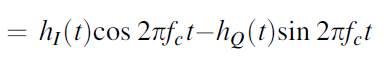 = h_I(t)cos 2πf_ct−h_Q(t)sin 2πf_ct